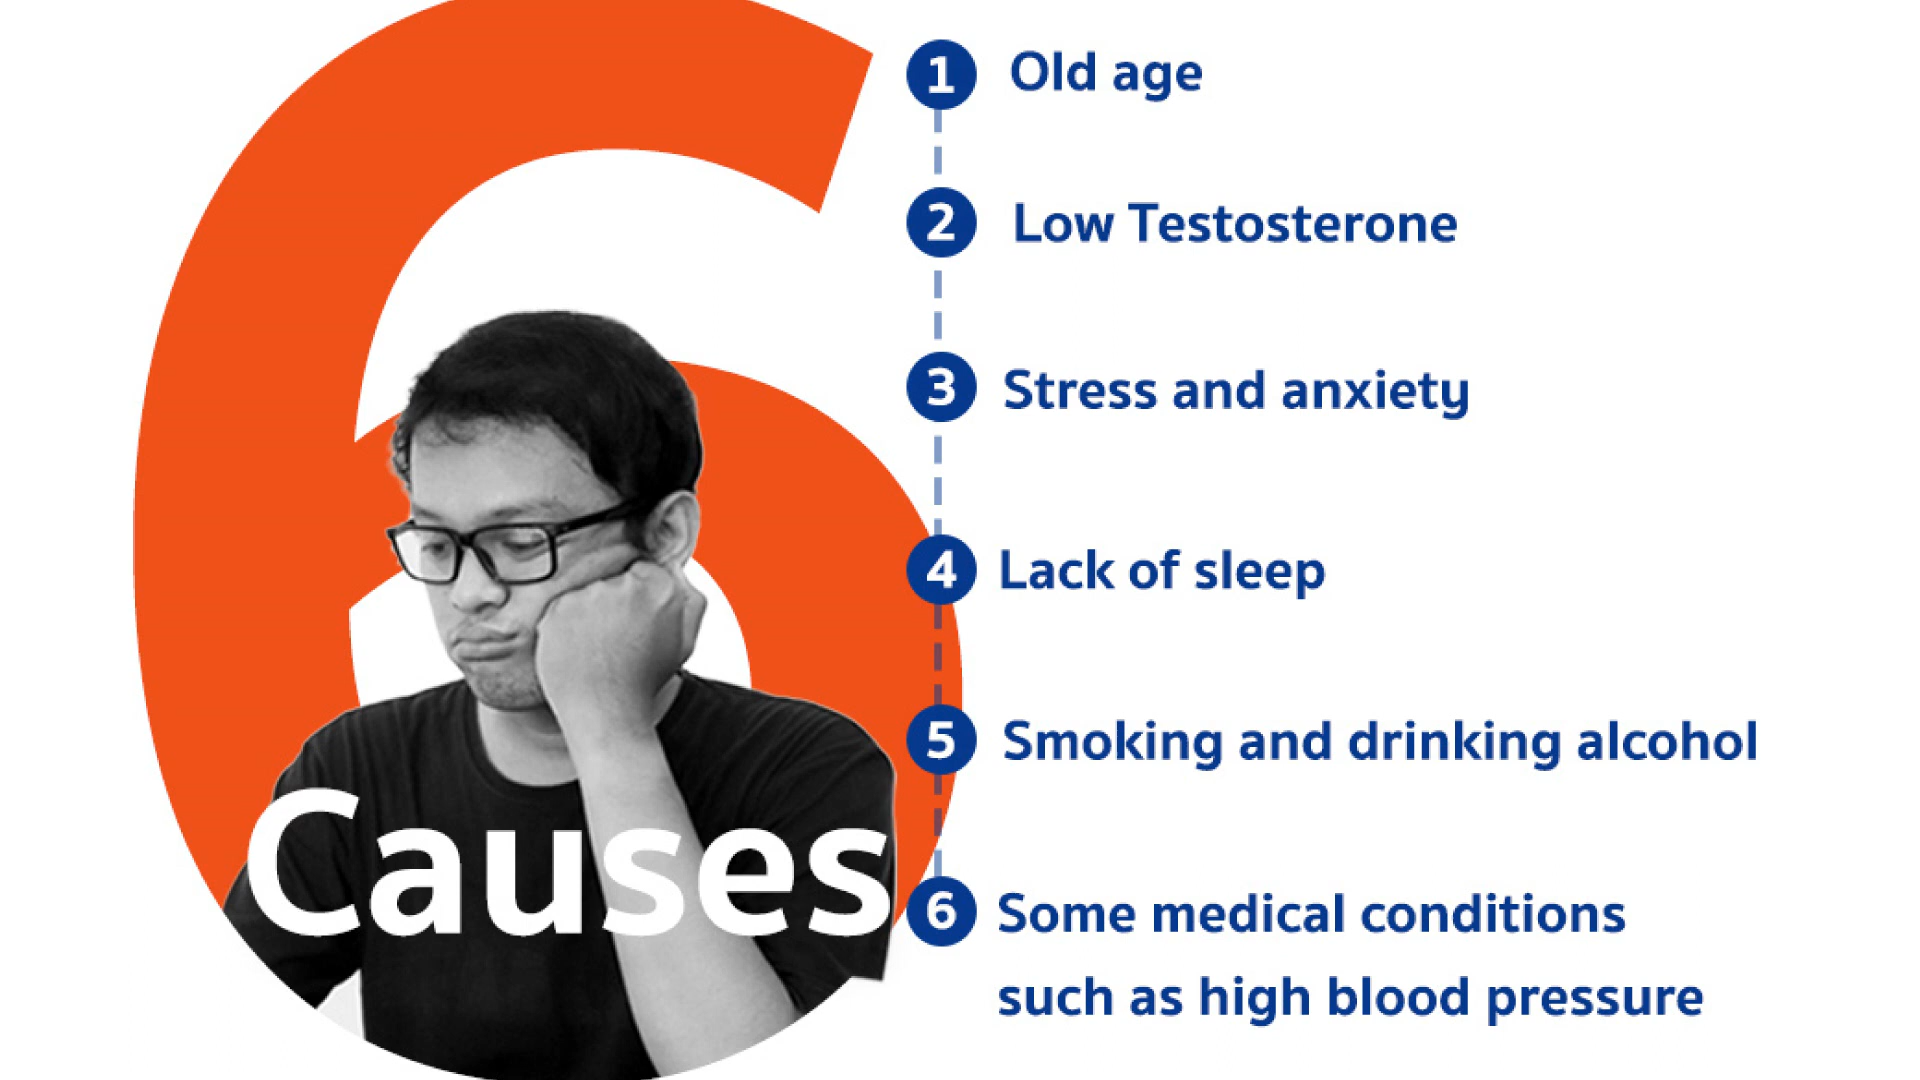 6
Causes
1 Old age
2 Low Testosterone
3 Stress and anxiety
4 Lack of sleep
5 Smoking and drinking alcohol
6 Some medical conditions
such as high blood pressure